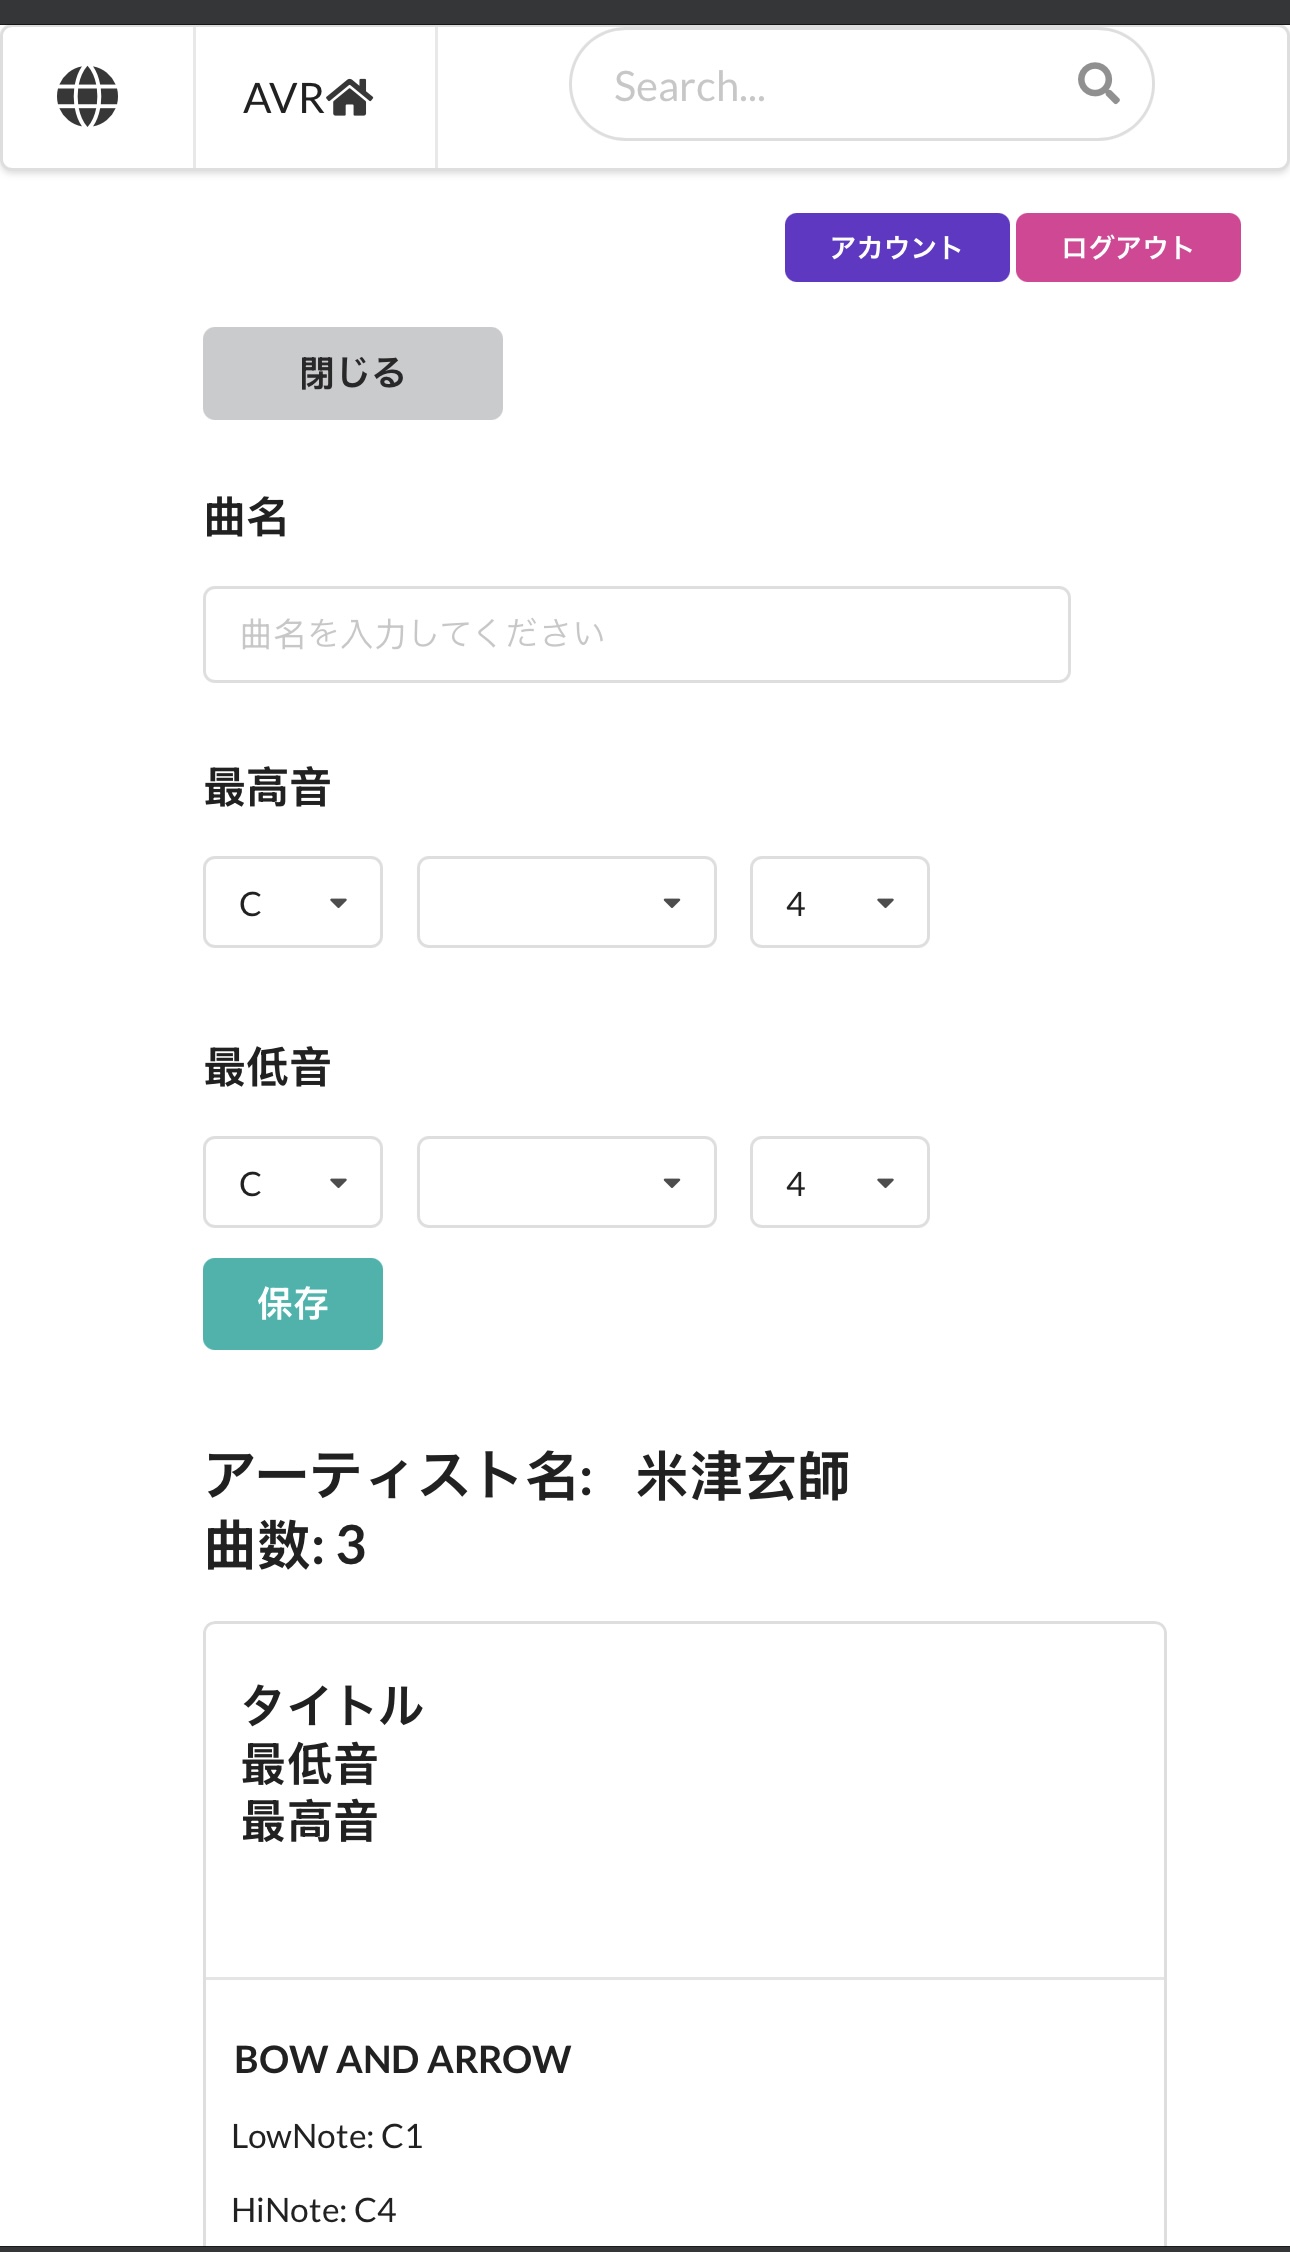 AVR
Search...
アカウント
ログアウト
閉じる
曲名
曲名を入力してください
最高音
C
4
最低音
C
4
保存
アーティスト名: 米津玄師
曲数: 3
タイトル
最低音
最高音
BOW AND ARROW
LowNote: C1
HiNote: C4